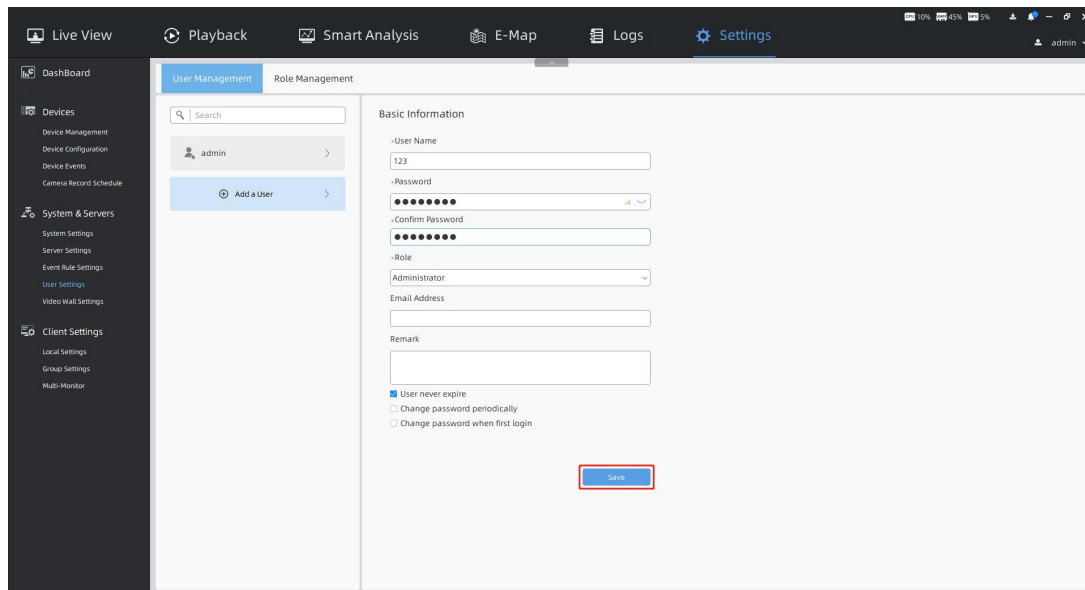 CPU 10% RAM 45% GPU 5%
Live View Playback Smart Analysis E-Map Logs Settings
admin
DashBoard
User Management Role Management
Devices
Device Management
Device Configuration
Device Events
Camera Record Schedule
System & Servers
System Settings
Server Settings
Event Rule Settings
User Settings
Video Wall Settings
Client Settings
Local Settings
Group Settings
Multi-Monitor
Search
admin
Add a User
Basic Information
*User Name
123
*Password
●●●●●●●●
*Confirm Password
●●●●●●●●
*Role
Administrator
Email Address
Remark
User never expire
Change password periodically
Change password when first login
Save